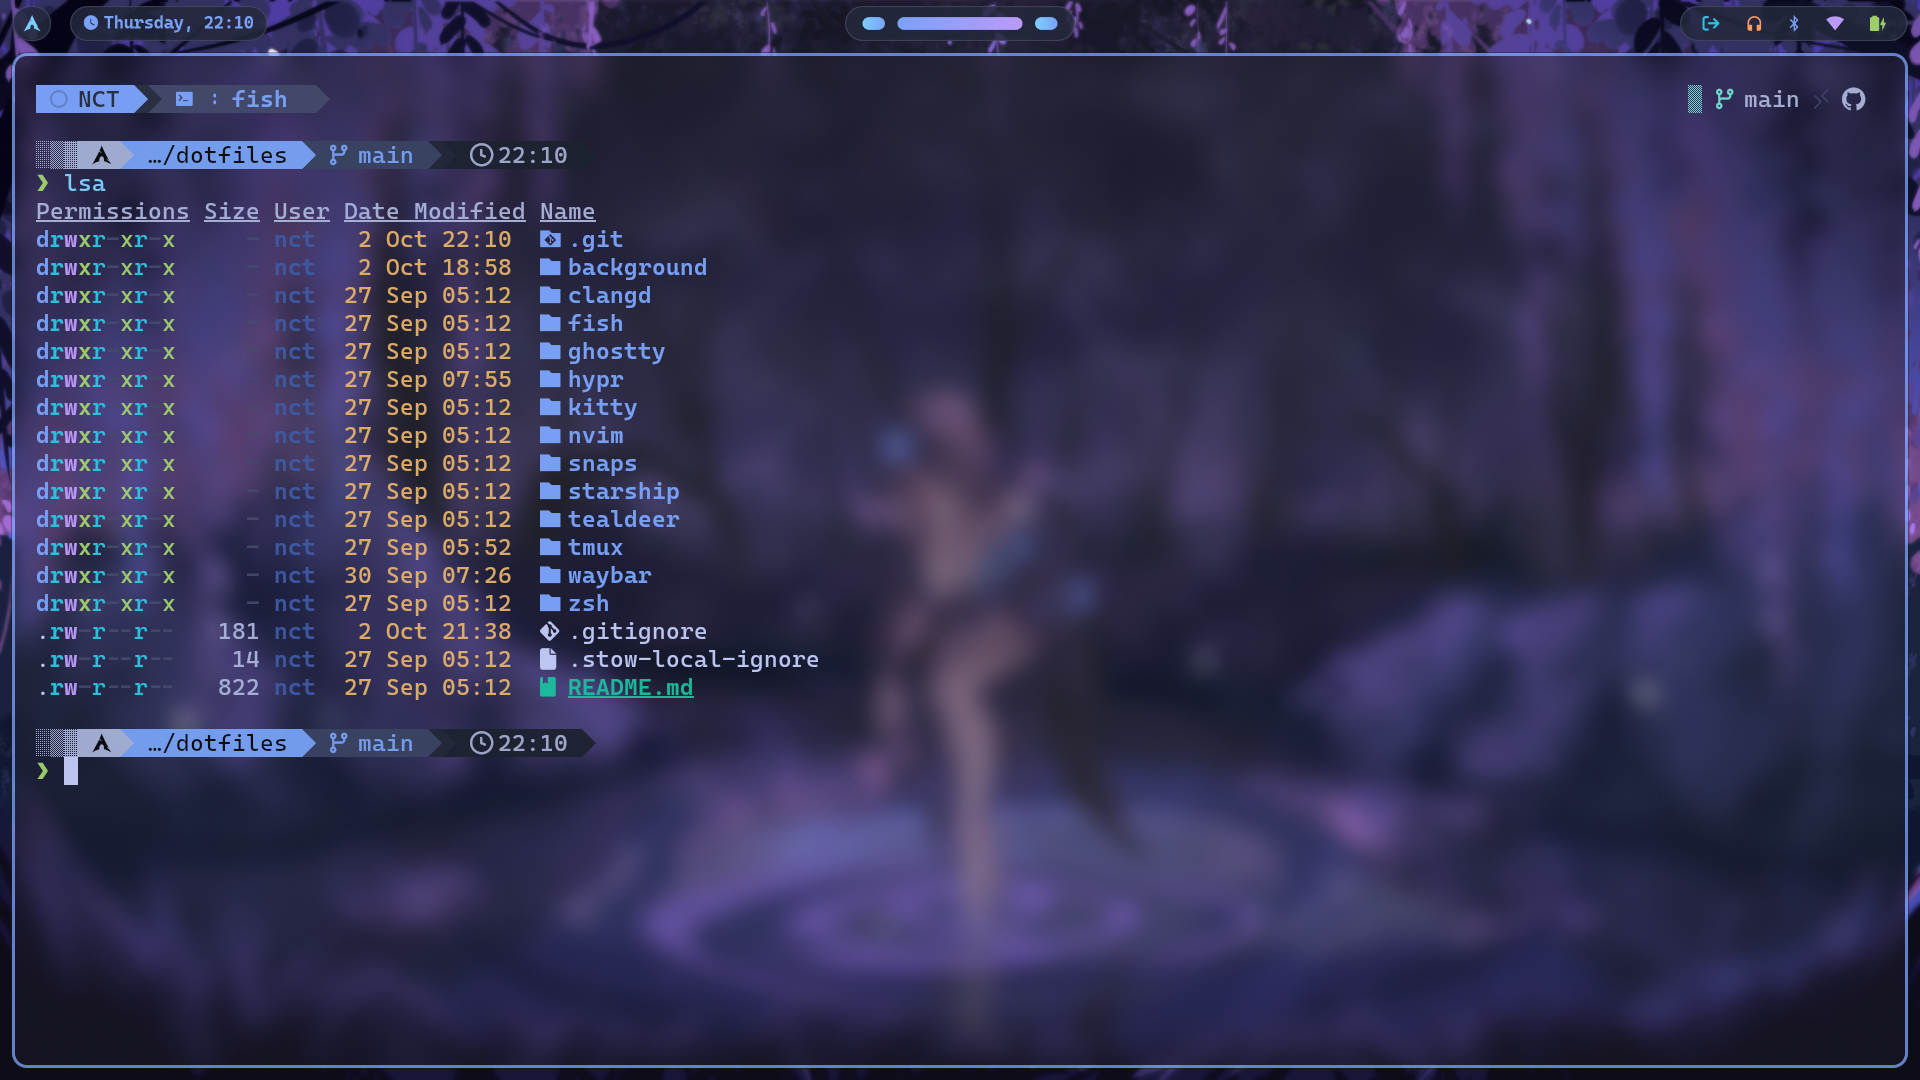 Thursday, 22:10
NCT : fish main
…/dotfiles main 22:10
❯ lsa
Permissions Size User Date Modified Name
drwxr-xr-x - nct 2 Oct 22:10 .git
drwxr-xr-x - nct 2 Oct 18:58 background
drwxr-xr-x - nct 27 Sep 05:12 clangd
drwxr-xr-x - nct 27 Sep 05:12 fish
drwxr-xr-x - nct 27 Sep 05:12 ghostty
drwxr-xr-x - nct 27 Sep 07:55 hypr
drwxr-xr-x - nct 27 Sep 05:12 kitty
drwxr-xr-x - nct 27 Sep 05:12 nvim
drwxr-xr-x - nct 27 Sep 05:12 snaps
drwxr-xr-x - nct 27 Sep 05:12 starship
drwxr-xr-x - nct 27 Sep 05:12 tealdeer
drwxr-xr-x - nct 27 Sep 05:52 tmux
drwxr-xr-x - nct 30 Sep 07:26 waybar
drwxr-xr-x - nct 27 Sep 05:12 zsh
.rw-r--r-- 181 nct 2 Oct 21:38 .gitignore
.rw-r--r-- 14 nct 27 Sep 05:12 .stow-local-ignore
.rw-r--r-- 822 nct 27 Sep 05:12 README.md
…/dotfiles main 22:10
❯